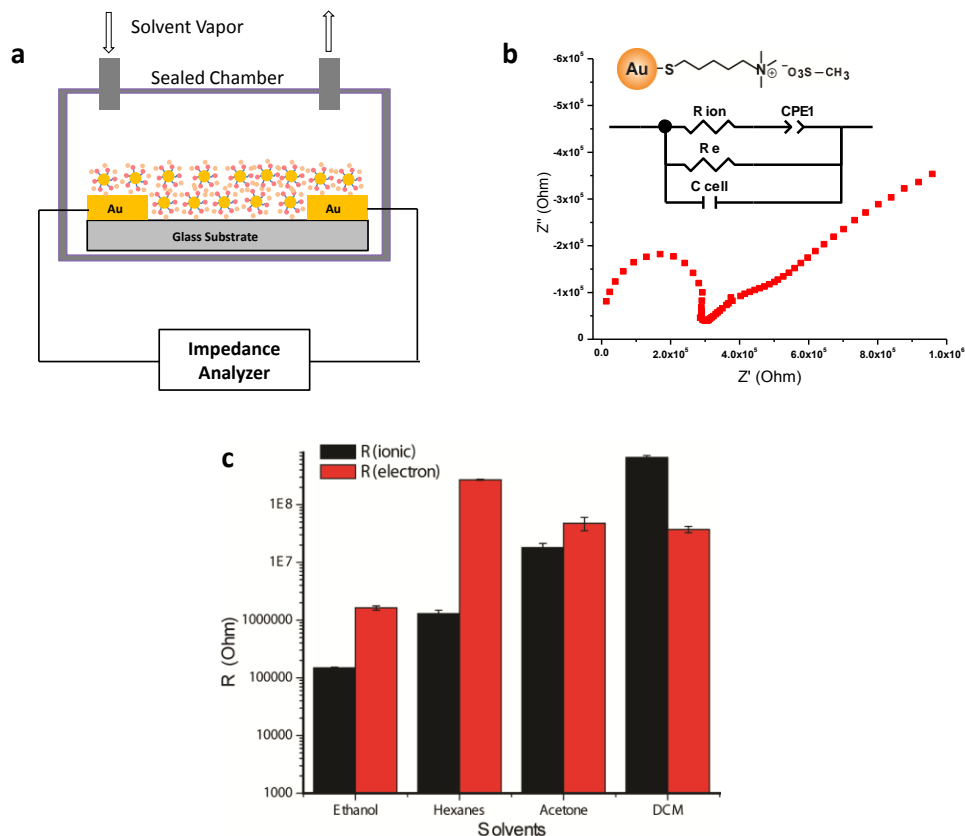 a
Solvent Vapor
Sealed Chamber
Au
Au
Glass Substrate
Impedance
Analyzer
b
Au
S
N
⊕
−
O3S−CH3
R ion
CPE1
R e
C cell
-6x10⁵
-5x10⁵
-4x10⁵
-3x10⁵
-2x10⁵
-1x10⁵
0
Z'' (Ohm)
0.0
2.0x10⁵
4.0x10⁵
6.0x10⁵
8.0x10⁵
1.0x10⁶
Z' (Ohm)
c
R(ionic)
R(electron)
1E8
1E7
1000000
100000
10000
1000
R (Ohm)
Ethanol
Hexanes
Acetone
DCM
Solvents